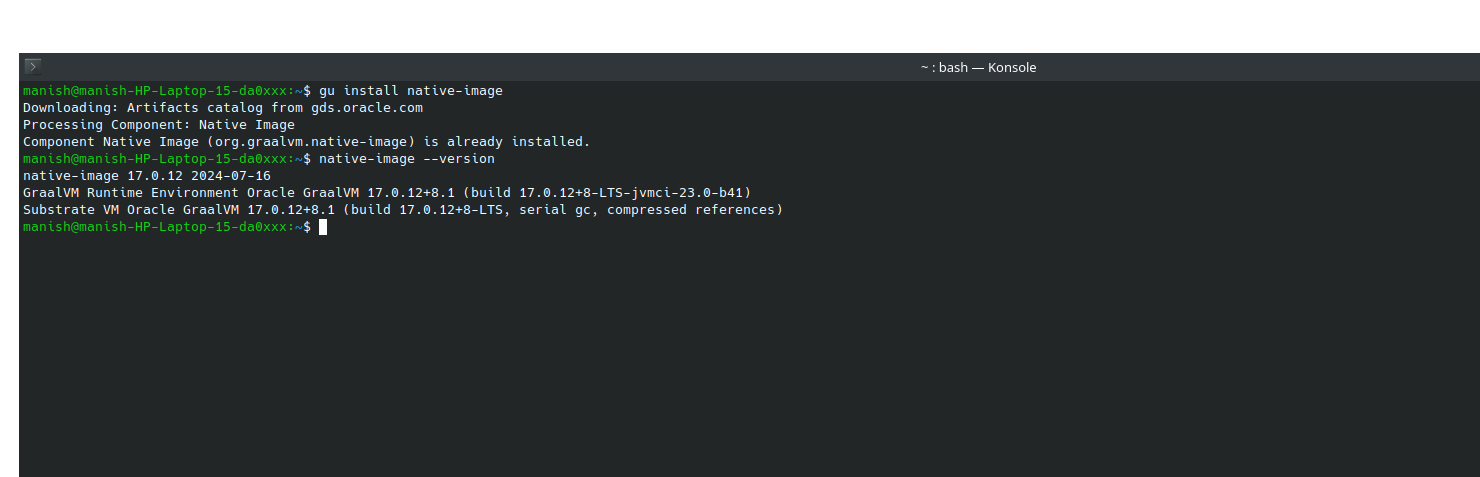 ~ : bash — Konsole
manish@manish-HP-Laptop-15-da0xxx:~$ gu install native-image
Downloading: Artifacts catalog from gds.oracle.com
Processing Component: Native Image
Component Native Image (org.graalvm.native-image) is already installed.
manish@manish-HP-Laptop-15-da0xxx:~$ native-image --version
native-image 17.0.12 2024-07-16
GraalVM Runtime Environment Oracle GraalVM 17.0.12+8.1 (build 17.0.12+8-LTS-jvmci-23.0-b41)
Substrate VM Oracle GraalVM 17.0.12+8.1 (build 17.0.12+8-LTS, serial gc, compressed references)
manish@manish-HP-Laptop-15-da0xxx:~$